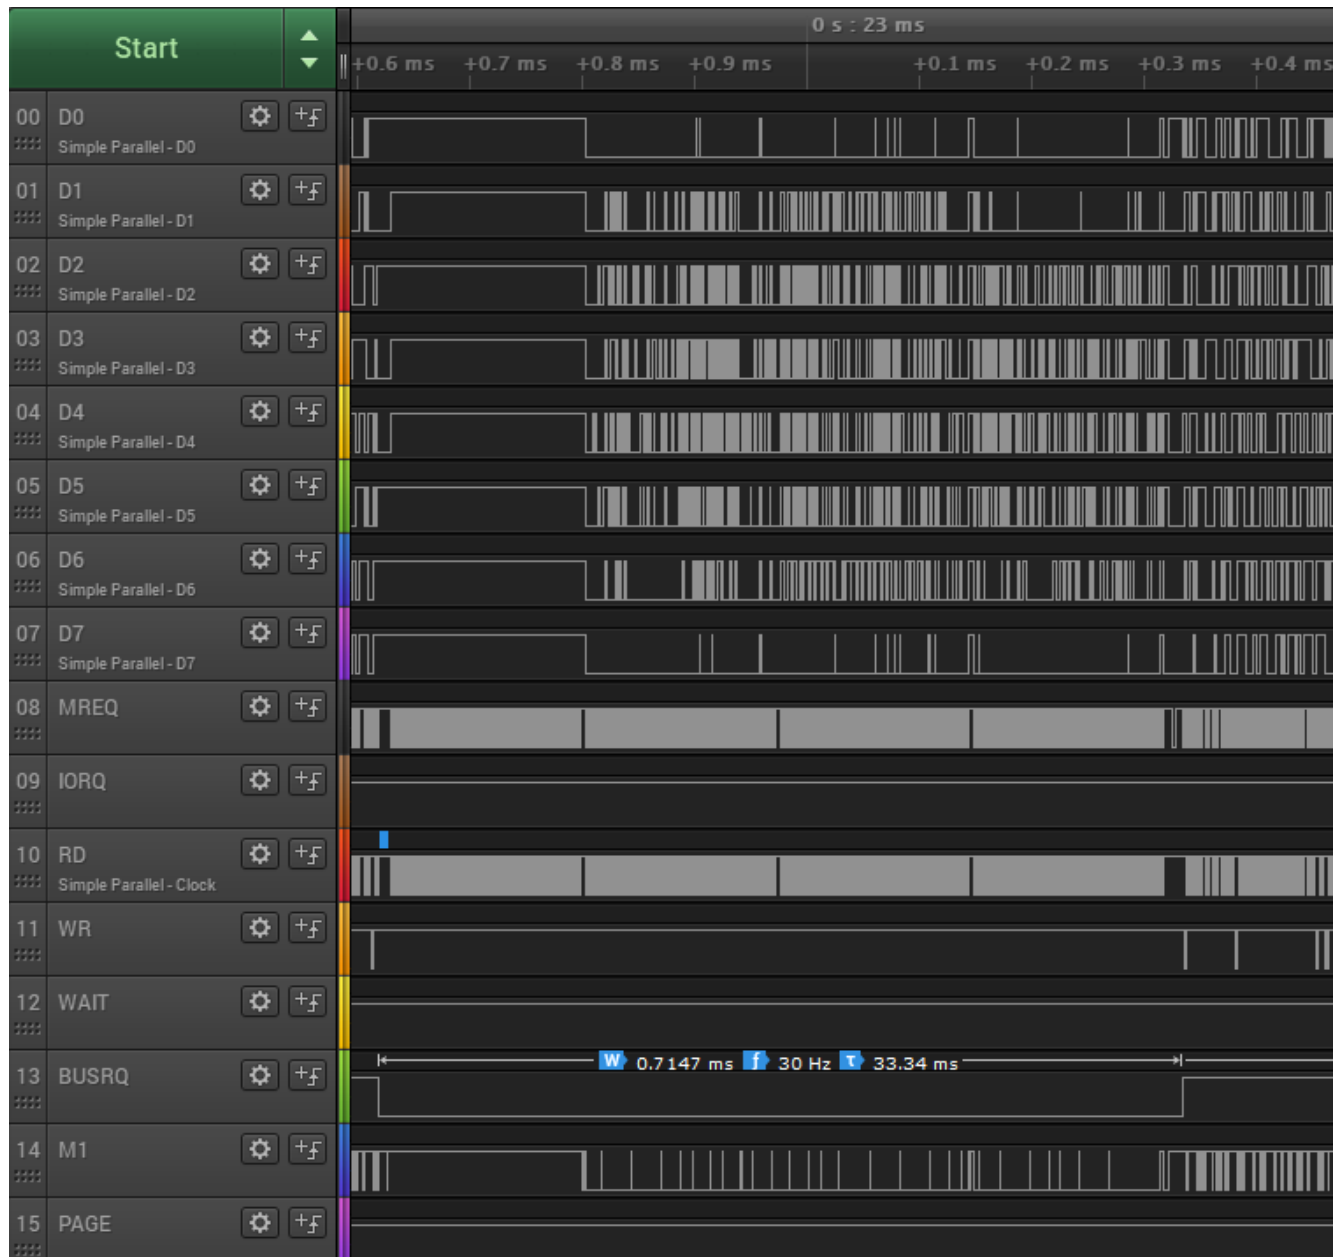 Start
0 s : 23 ms
+0.6 ms +0.7 ms +0.8 ms +0.9 ms +0.1 ms +0.2 ms +0.3 ms +0.4 ms
00 D0
Simple Parallel - D0
01 D1
Simple Parallel - D1
02 D2
Simple Parallel - D2
03 D3
Simple Parallel - D3
04 D4
Simple Parallel - D4
05 D5
Simple Parallel - D5
06 D6
Simple Parallel - D6
07 D7
Simple Parallel - D7
08 MREQ
09 IORQ
10 RD
Simple Parallel - Clock
11 WR
12 WAIT
W 0.7147 ms f 30 Hz τ 33.34 ms
13 BUSRQ
14 M1
15 PAGE